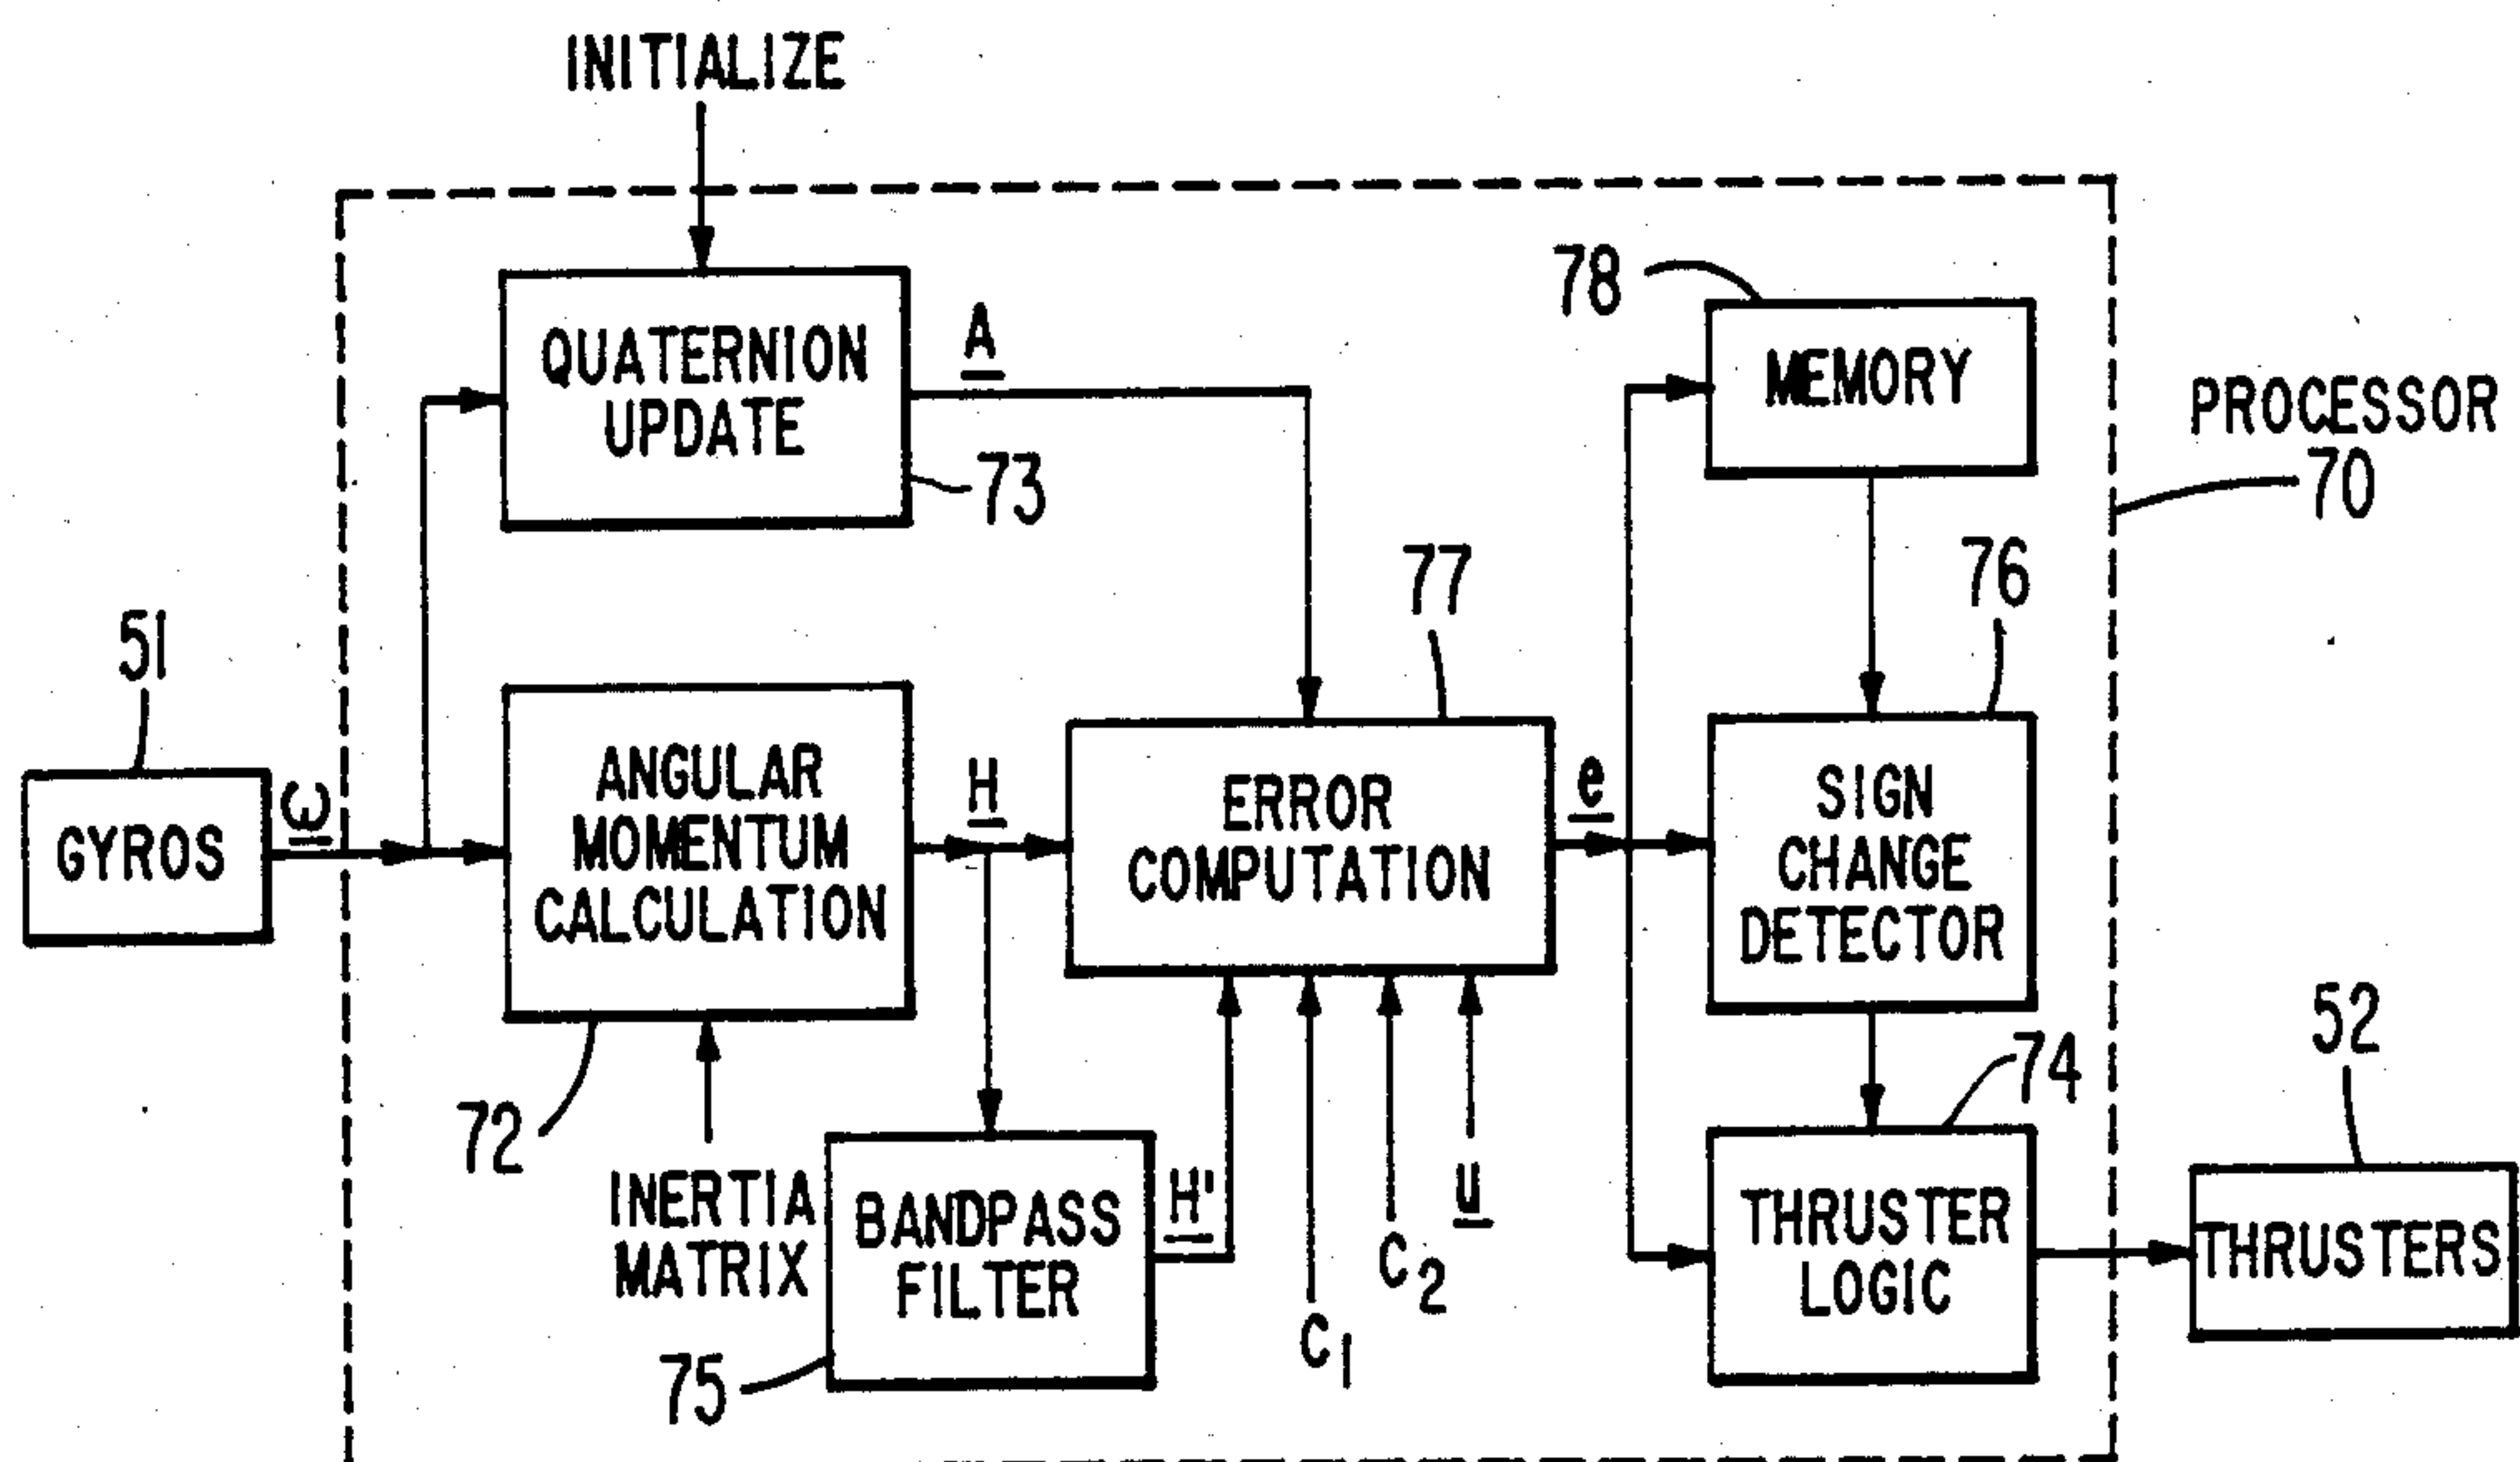 INITIALIZE
QUATERNION
UPDATE
A
73
78
MEMORY
PROCESSOR
70
77
76
51
GYROS
ω
ANGULAR
MOMENTUM
CALCULATION
H
72
INERTIA
MATRIX
ERROR
COMPUTATION
e
SIGN
CHANGE
DETECTOR
BANDPASS
FILTER
75
H'
C1
C2
u
74
THRUSTER
LOGIC
52
THRUSTERS